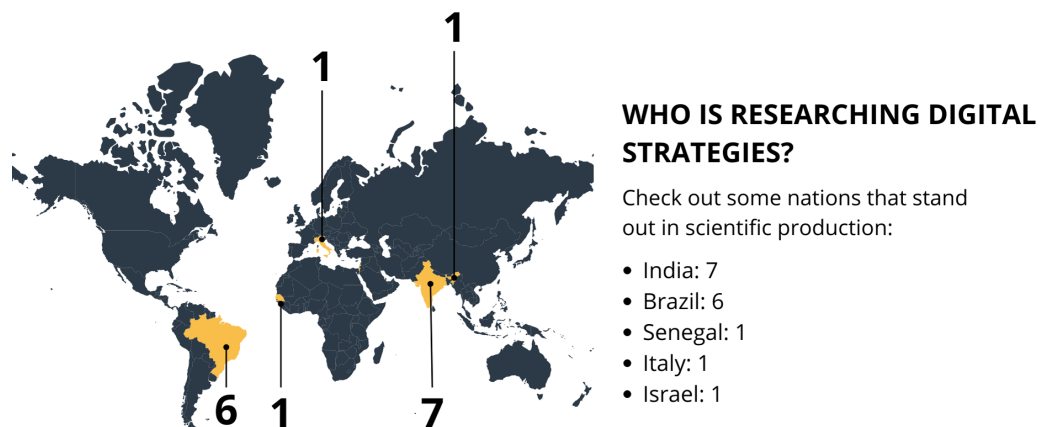 1
1
6
1
7
WHO IS RESEARCHING DIGITAL
STRATEGIES?
Check out some nations that stand
out in scientific production:
• India: 7
• Brazil: 6
• Senegal: 1
• Italy: 1
• Israel: 1